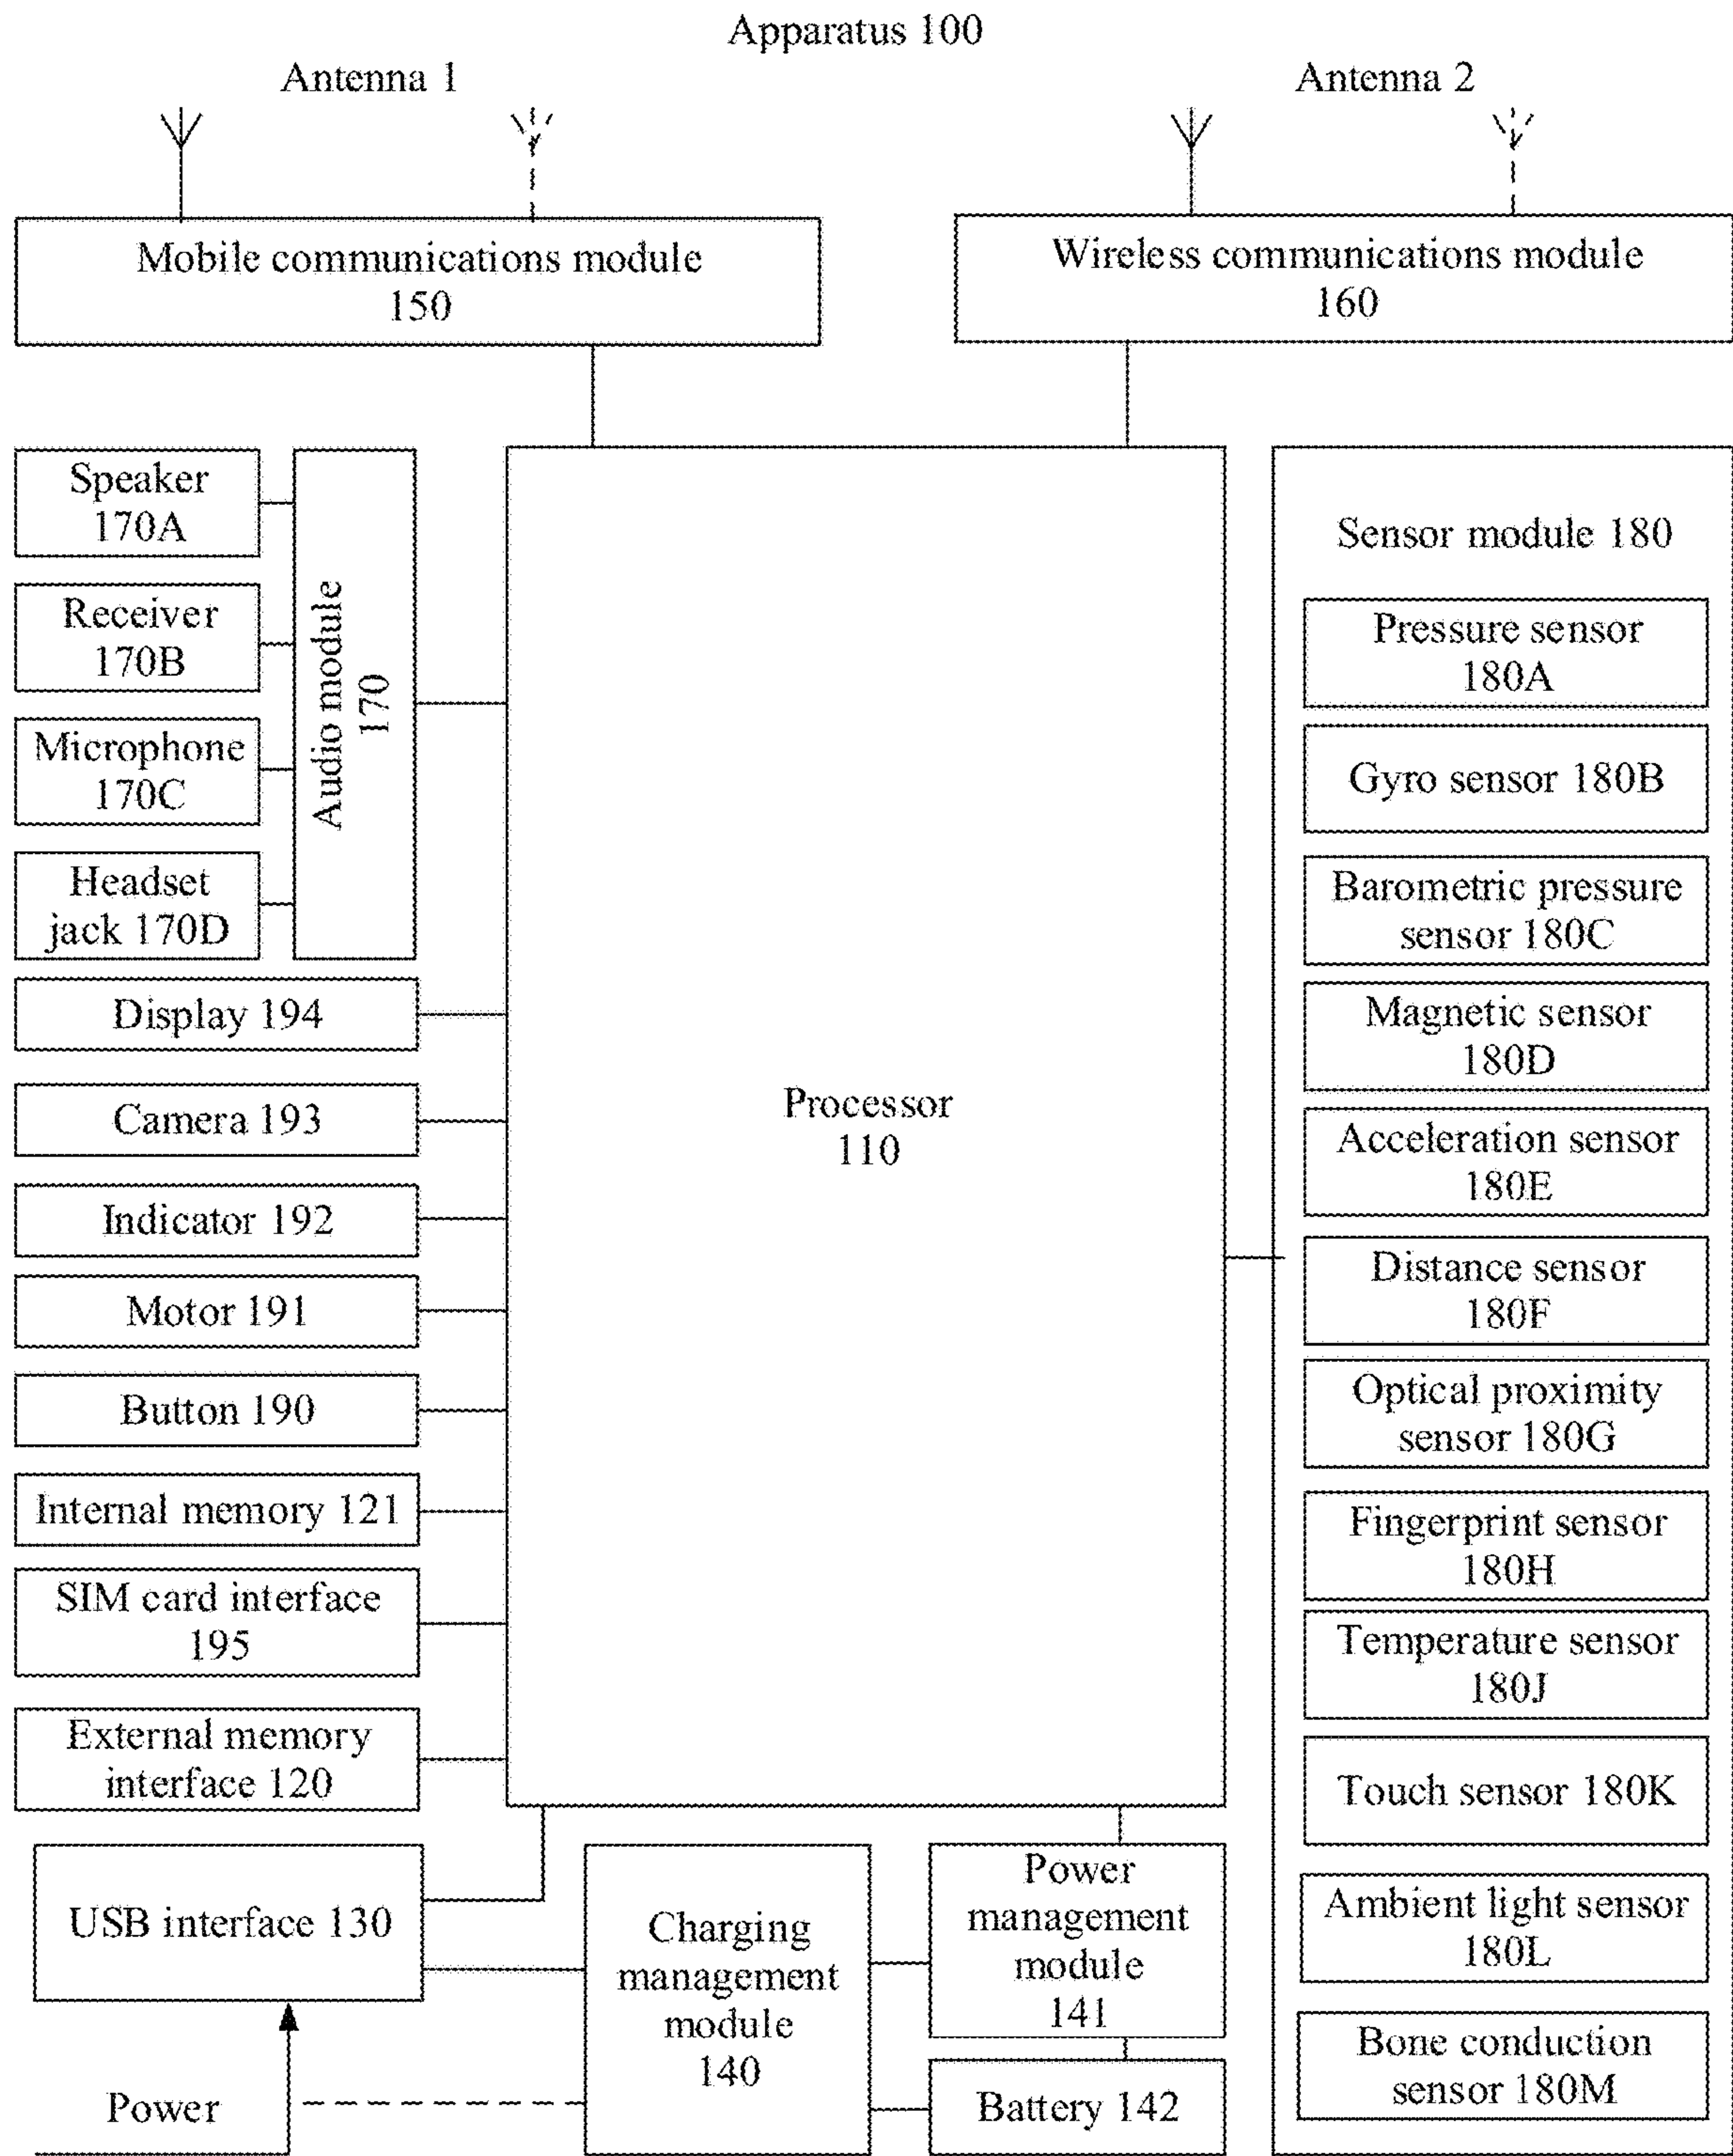 Apparatus 100
Antenna 1
Antenna 2
Mobile communications module
150
Wireless communications module
160
Speaker
170A
Receiver
170B
Microphone
170C
Headset
jack 170D
Audio module
170
Display 194
Camera 193
Indicator 192
Motor 191
Button 190
Internal memory 121
SIM card interface
195
External memory
interface 120
Processor
110
Sensor module 180
Pressure sensor
180A
Gyro sensor 180B
Barometric pressure
sensor 180C
Magnetic sensor
180D
Acceleration sensor
180E
Distance sensor
180F
Optical proximity
sensor 180G
Fingerprint sensor
180H
Temperature sensor
180J
Touch sensor 180K
Ambient light sensor
180L
Bone conduction
sensor 180M
USB interface 130
Charging
management
module
140
Power
management
module
141
Battery 142
Power